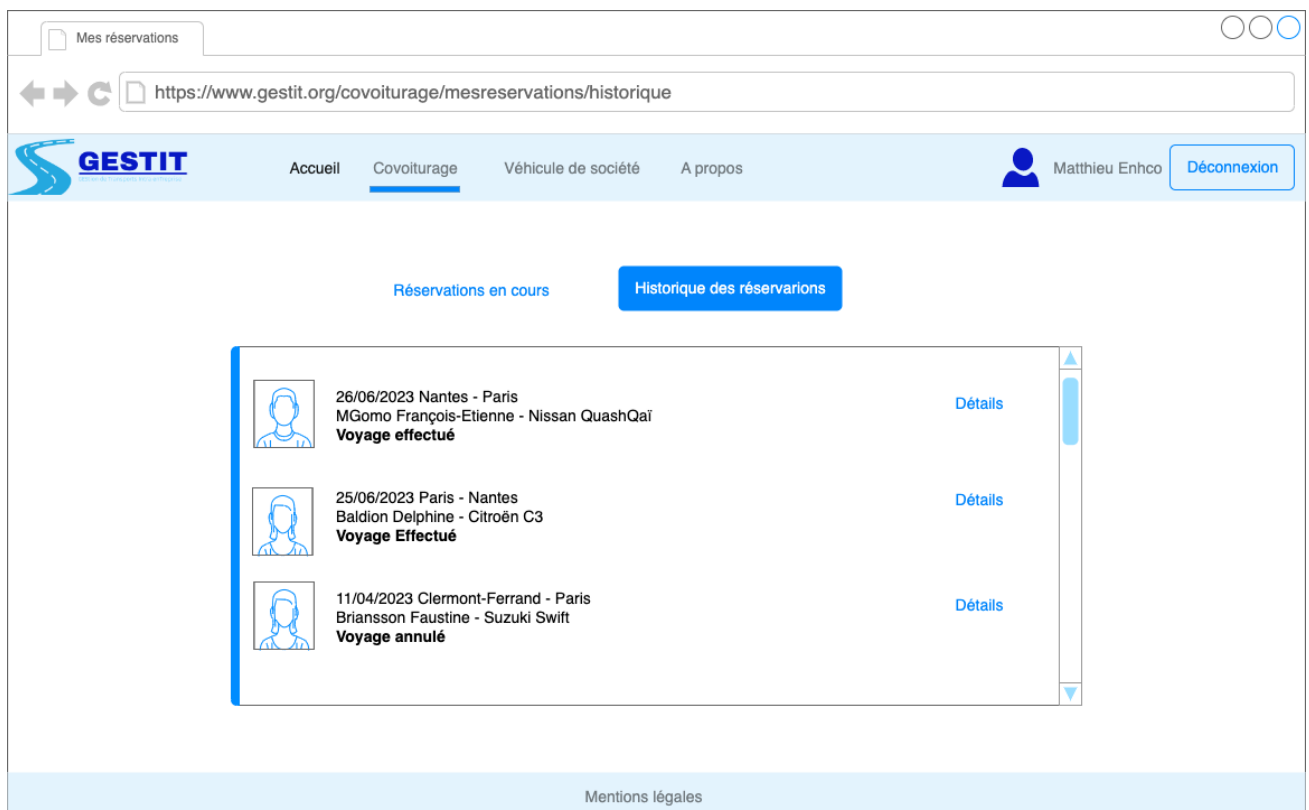 Mes réservations
https://www.gestit.org/covoiturage/mesreservations/historique
GESTIT
Accueil Covoiturage Véhicule de société A propos Matthieu Enhco Déconnexion
Réservations en cours Historique des réservarions
26/06/2023 Nantes - Paris
MGomo François-Etienne - Nissan QuashQaï
Voyage effectué
Détails
25/06/2023 Paris - Nantes
Baldion Delphine - Citroën C3
Voyage Effectué
Détails
11/04/2023 Clermont-Ferrand - Paris
Briansson Faustine - Suzuki Swift
Voyage annulé
Détails
Mentions légales